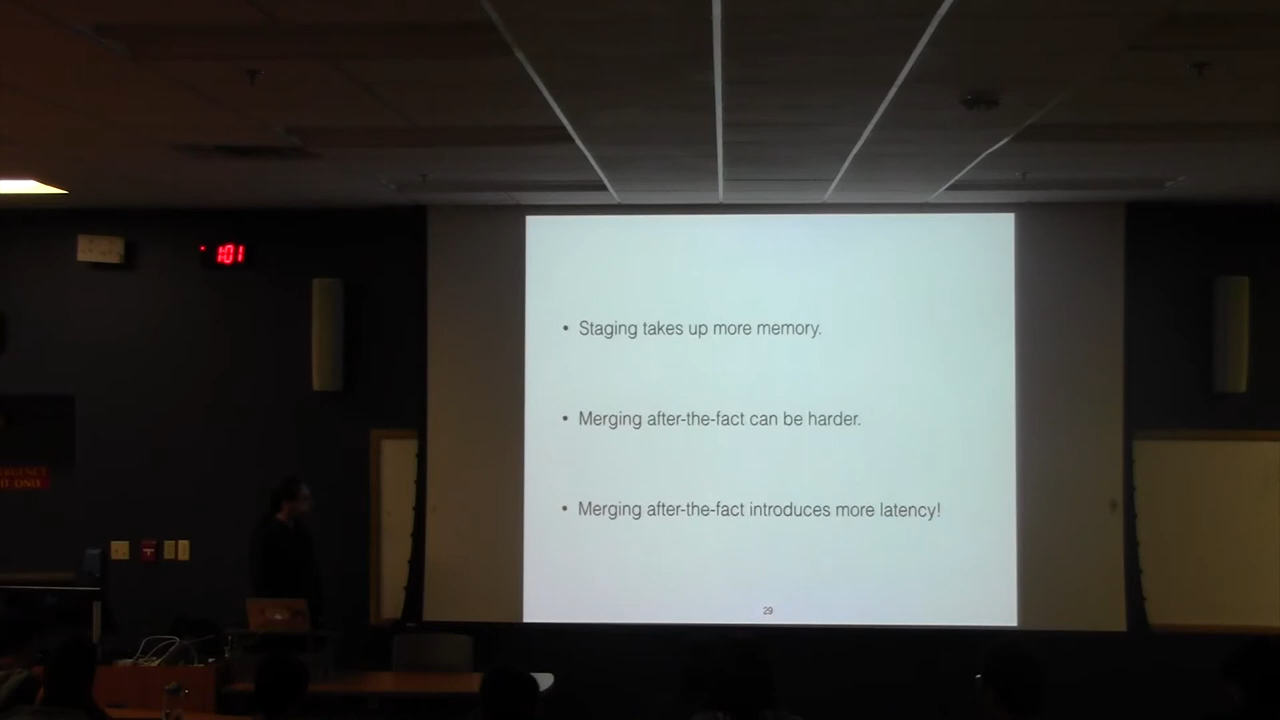 1:01
• Staging takes up more memory.
• Merging after-the-fact can be harder.
• Merging after-the-fact introduces more latency!
29